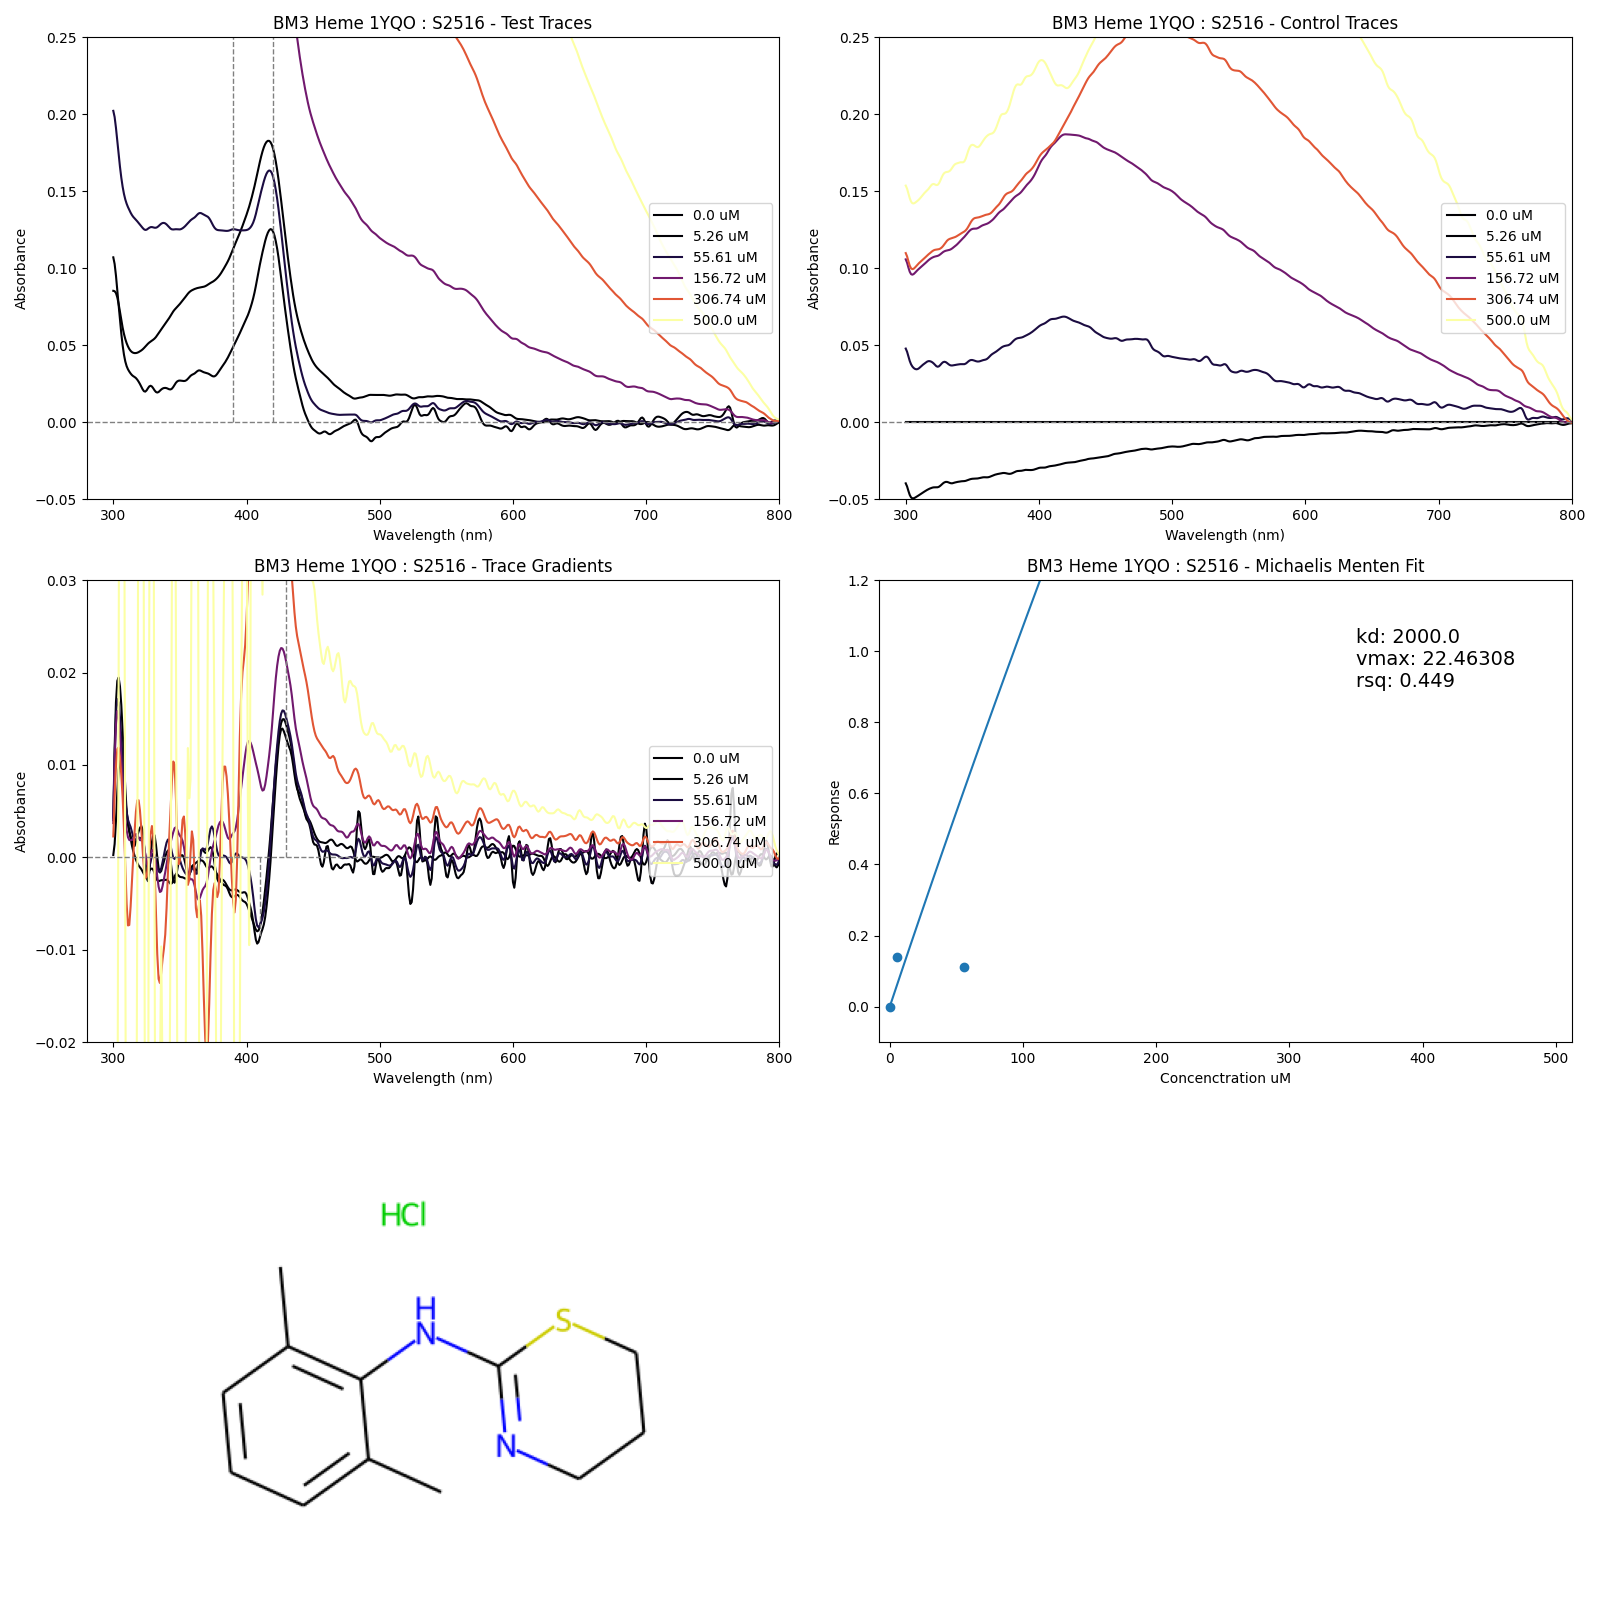 BM3 Heme 1YQO : S2516 - Test Traces
0.25
0.20
0.15
0.10
0.05
0.00
−0.05
Absorbance
300
400
500
600
700
800
Wavelength (nm)
0.0 uM
5.26 uM
55.61 uM
156.72 uM
306.74 uM
500.0 uM
BM3 Heme 1YQO : S2516 - Control Traces
0.25
0.20
0.15
0.10
0.05
0.00
−0.05
Absorbance
300
400
500
600
700
800
Wavelength (nm)
0.0 uM
5.26 uM
55.61 uM
156.72 uM
306.74 uM
500.0 uM
BM3 Heme 1YQO : S2516 - Trace Gradients
0.03
0.02
0.01
0.00
−0.01
−0.02
Absorbance
300
400
500
600
700
800
Wavelength (nm)
0.0 uM
5.26 uM
55.61 uM
156.72 uM
306.74 uM
500.0 uM
BM3 Heme 1YQO : S2516 - Michaelis Menten Fit
1.2
1.0
0.8
0.6
0.4
0.2
0.0
Response
kd: 2000.0
vmax: 22.46308
rsq: 0.449
0
100
200
300
400
500
Concenctration uM
HCl
H
N
S
N